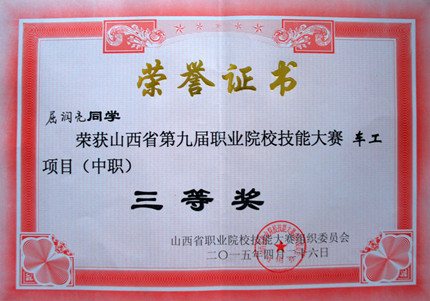 荣誉证书
屈润亮同学
荣获山西省第九届职业院校技能大赛 车工
项目（中职）
三等奖
山西省职业院校技能大赛组织委员会
二〇一五年四月二十六日